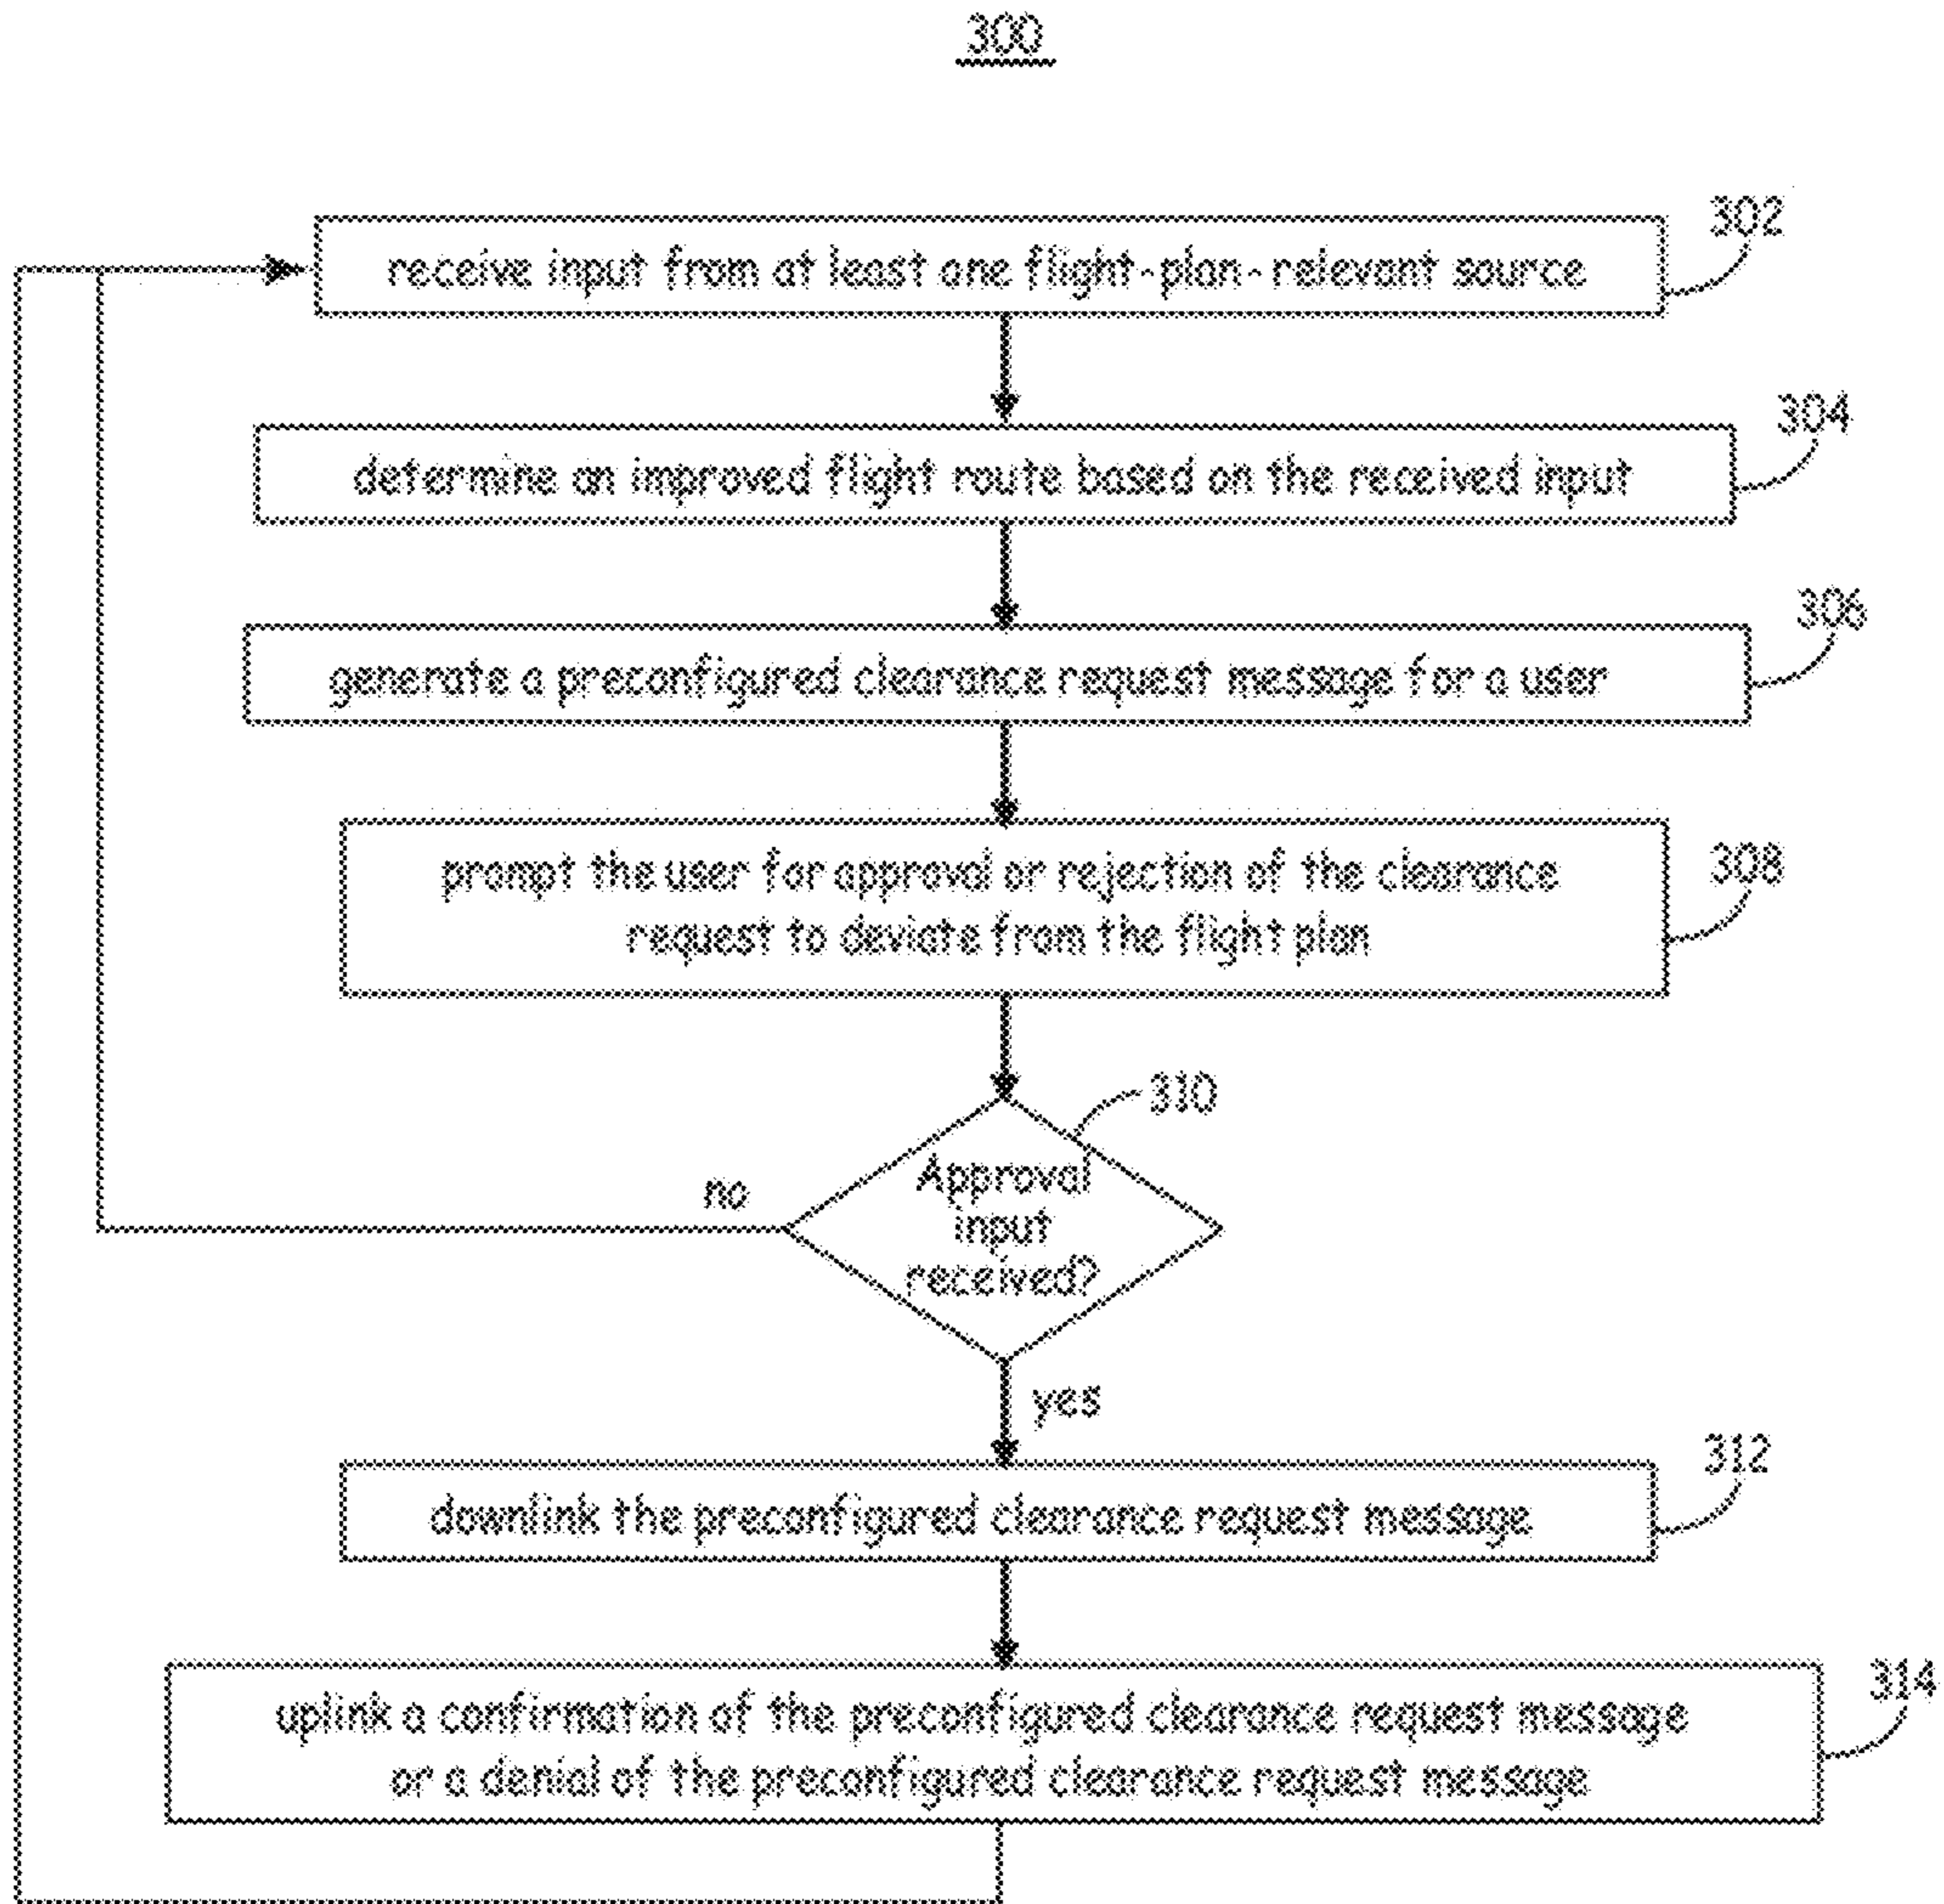 300
302
receive input from at least one flight-plan-relevant source
304
determine an improved flight route based on the received input
306
generate a preconfigured clearance request message for a user
308
prompt the user for approval or rejection of the clearance
request to deviate from the flight plan
310
Approval
input
received?
no
yes
312
downlink the preconfigured clearance request message
314
uplink a confirmation of the preconfigured clearance request message
or a denial of the preconfigured clearance request message